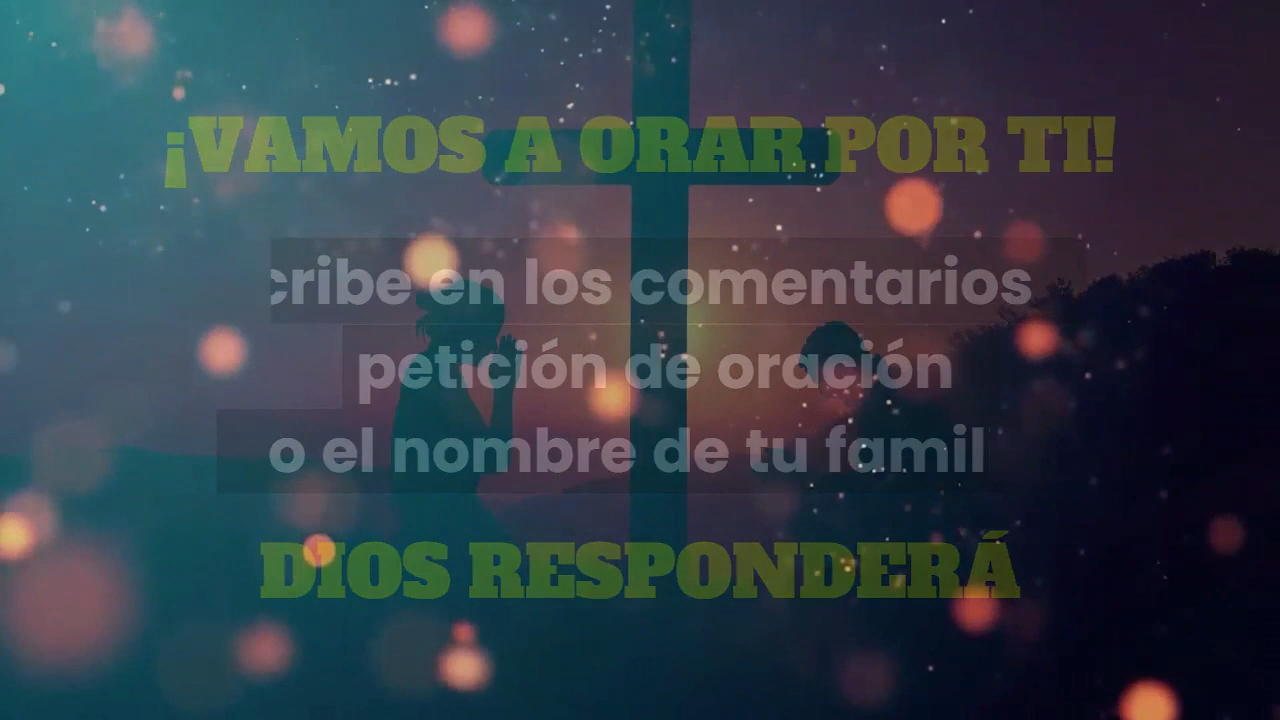 ¡VAMOS A ORAR POR TI!
cribe en los comentarios
petición de oración
o el nombre de tu famil
DIOS RESPONDERÁ